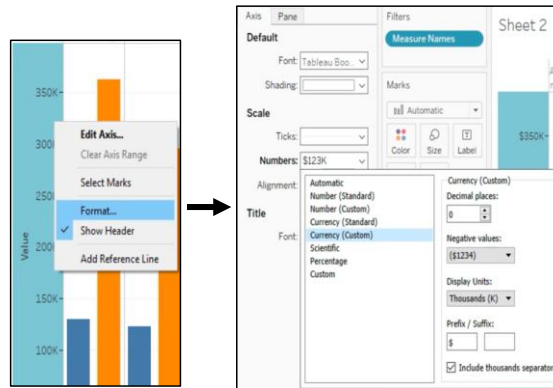 350K
300
250
Value
200
150K
100K
Edit Axis...
Clear Axis Range
Select Marks
Format...
Show Header
Add Reference Line
Axis Pane
Default
Font: Tableau Boo..
Shading:
Scale
Ticks:
Numbers: $123K
Alignment:
Title
Font:
Filters
Measure Names
Marks
Automatic
Color Size Label
Sheet 2
$350K
Automatic
Number (Standard)
Number (Custom)
Currency (Standard)
Currency (Custom)
Scientific
Percentage
Custom
Currency (Custom)
Decimal places:
0
Negative values:
($1234)
Display Units:
Thousands (K)
Prefix / Suffix:
$
Include thousands separator